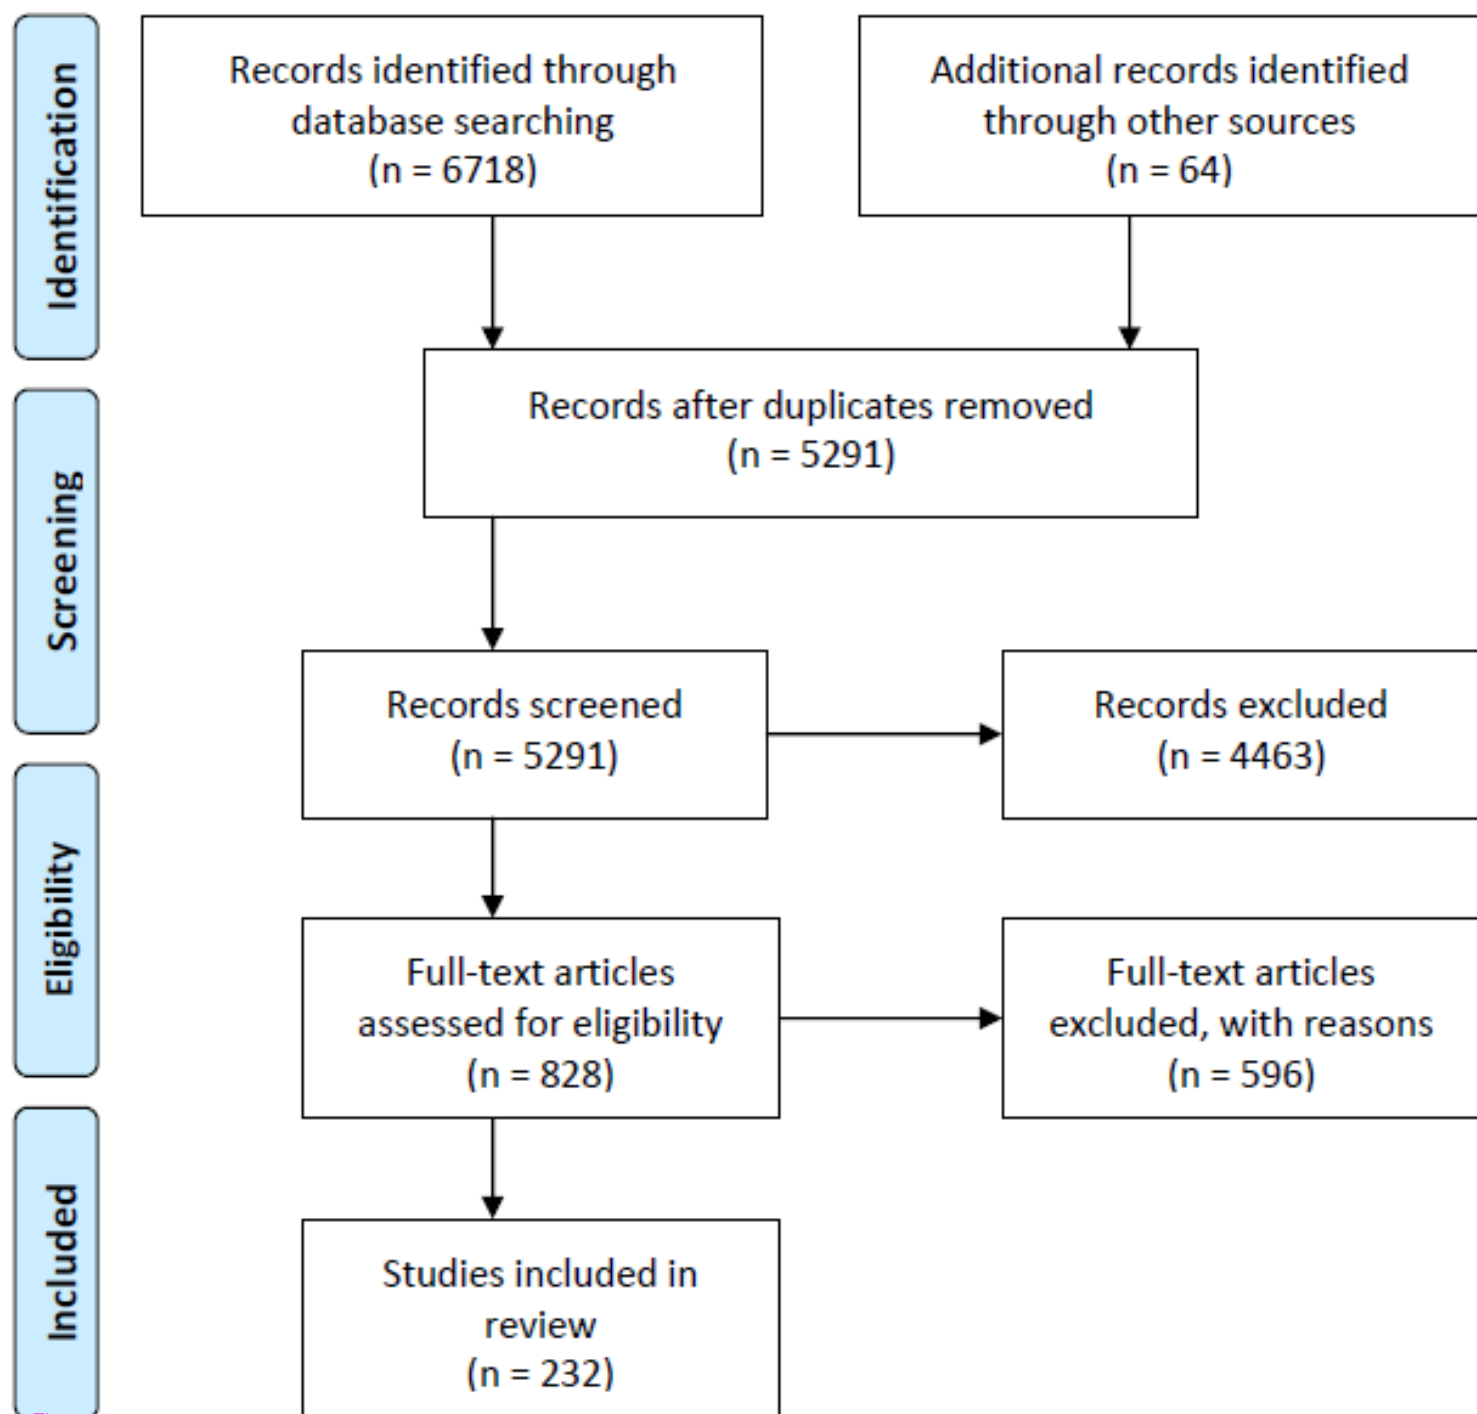 Identification
Records identified through
database searching
(n = 6718)
Additional records identified
through other sources
(n = 64)
Records after duplicates removed
(n = 5291)
Screening
Records screened
(n = 5291)
Records excluded
(n = 4463)
Eligibility
Full-text articles
assessed for eligibility
(n = 828)
Full-text articles
excluded, with reasons
(n = 596)
Included
Studies included in
review
(n = 232)